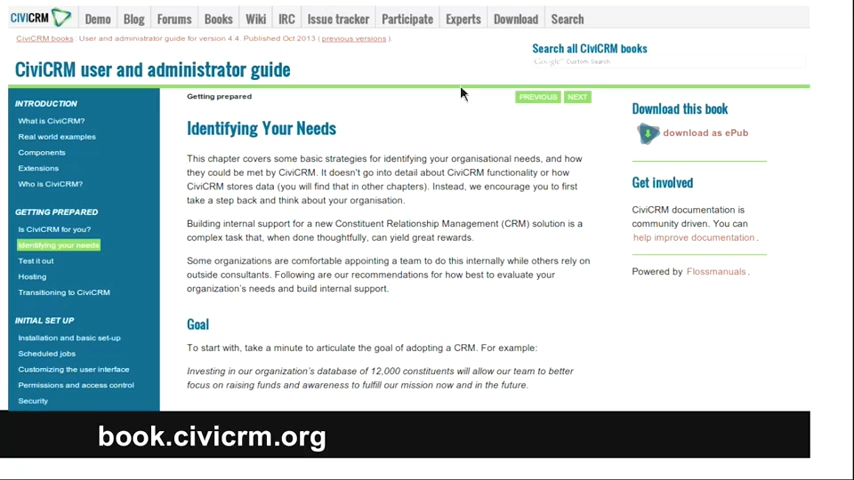 CIVICRM Demo Blog Forums Books Wiki IRC Issue tracker Participate Experts Download Search
CiviCRM books : User and administrator guide for version 4.4. Published Oct 2013 ( previous versions ).
Search all CiviCRM books
Google Custom Search
CiviCRM user and administrator guide
INTRODUCTION
What is CiviCRM?
Real world examples
Components
Extensions
Who is CiviCRM?
GETTING PREPARED
Is CiviCRM for you?
Identifying your needs
Test it out
Hosting
Transitioning to CiviCRM
INITIAL SET UP
Installation and basic set-up
Scheduled jobs
Customizing the user interface
Permissions and access control
Security
Getting prepared
PREVIOUS NEXT
Identifying Your Needs
This chapter covers some basic strategies for identifying your organisational needs, and how
they could be met by CiviCRM. It doesn't go into detail about CiviCRM functionality or how
CiviCRM stores data (you will find that in other chapters). Instead, we encourage you to first
take a step back and think about your organisation.
Building internal support for a new Constituent Relationship Management (CRM) solution is a
complex task that, when done thoughtfully, can yield great rewards.
Some organizations are comfortable appointing a team to do this internally while others rely on
outside consultants. Following are our recommendations for how best to evaluate your
organization's needs and build internal support.
Goal
To start with, take a minute to articulate the goal of adopting a CRM. For example:
Investing in our organization's database of 12,000 constituents will allow our team to better
focus on raising funds and awareness to fulfill our mission now and in the future.
Download this book
download as ePub
Get involved
CiviCRM documentation is
community driven. You can
help improve documentation .
Powered by Flossmanuals .
book.civicrm.org